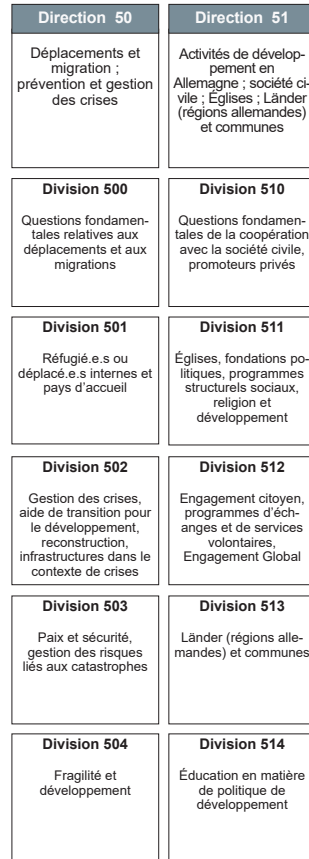 Direction 50
Déplacements et
migration ;
prévention et gestion
des crises
Division 500
Questions fondamen-
tales relatives aux
déplacements et aux
migrations
Division 501
Réfugié.e.s ou
déplacé.e.s internes et
pays d'accueil
Division 502
Gestion des crises,
aide de transition pour
le développement,
reconstruction,
infrastructures dans le
contexte de crises
Division 503
Paix et sécurité,
gestion des risques
liés aux catastrophes
Division 504
Fragilité et
développement
Direction 51
Activités de dévelop-
pement en
Allemagne ; société ci-
vile ; Églises ; Länder
(régions allemandes)
et communes
Division 510
Questions fondamen-
tales de la coopération
avec la société civile,
promoteurs privés
Division 511
Églises, fondations po-
litiques, programmes
structurels sociaux,
religion et
développement
Division 512
Engagement citoyen,
programmes d'éch-
anges et de services
volontaires,
Engagement Global
Division 513
Länder (régions alle-
mandes) et communes
Division 514
Éducation en matière
de politique de
développement